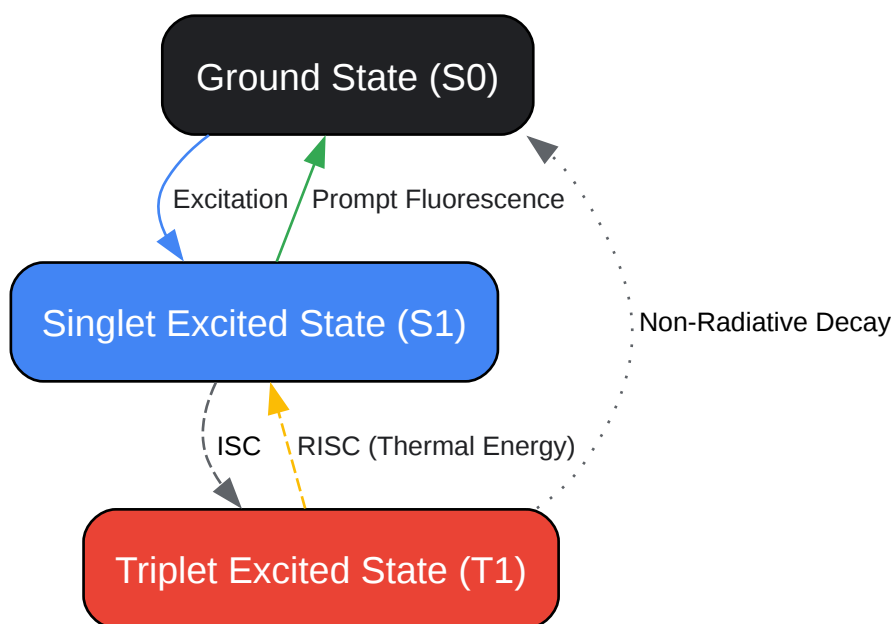 Ground State (S0)
Excitation
Prompt Fluorescence
Singlet Excited State (S1)
Non-Radiative Decay
ISC
RISC (Thermal Energy)
Triplet Excited State (T1)